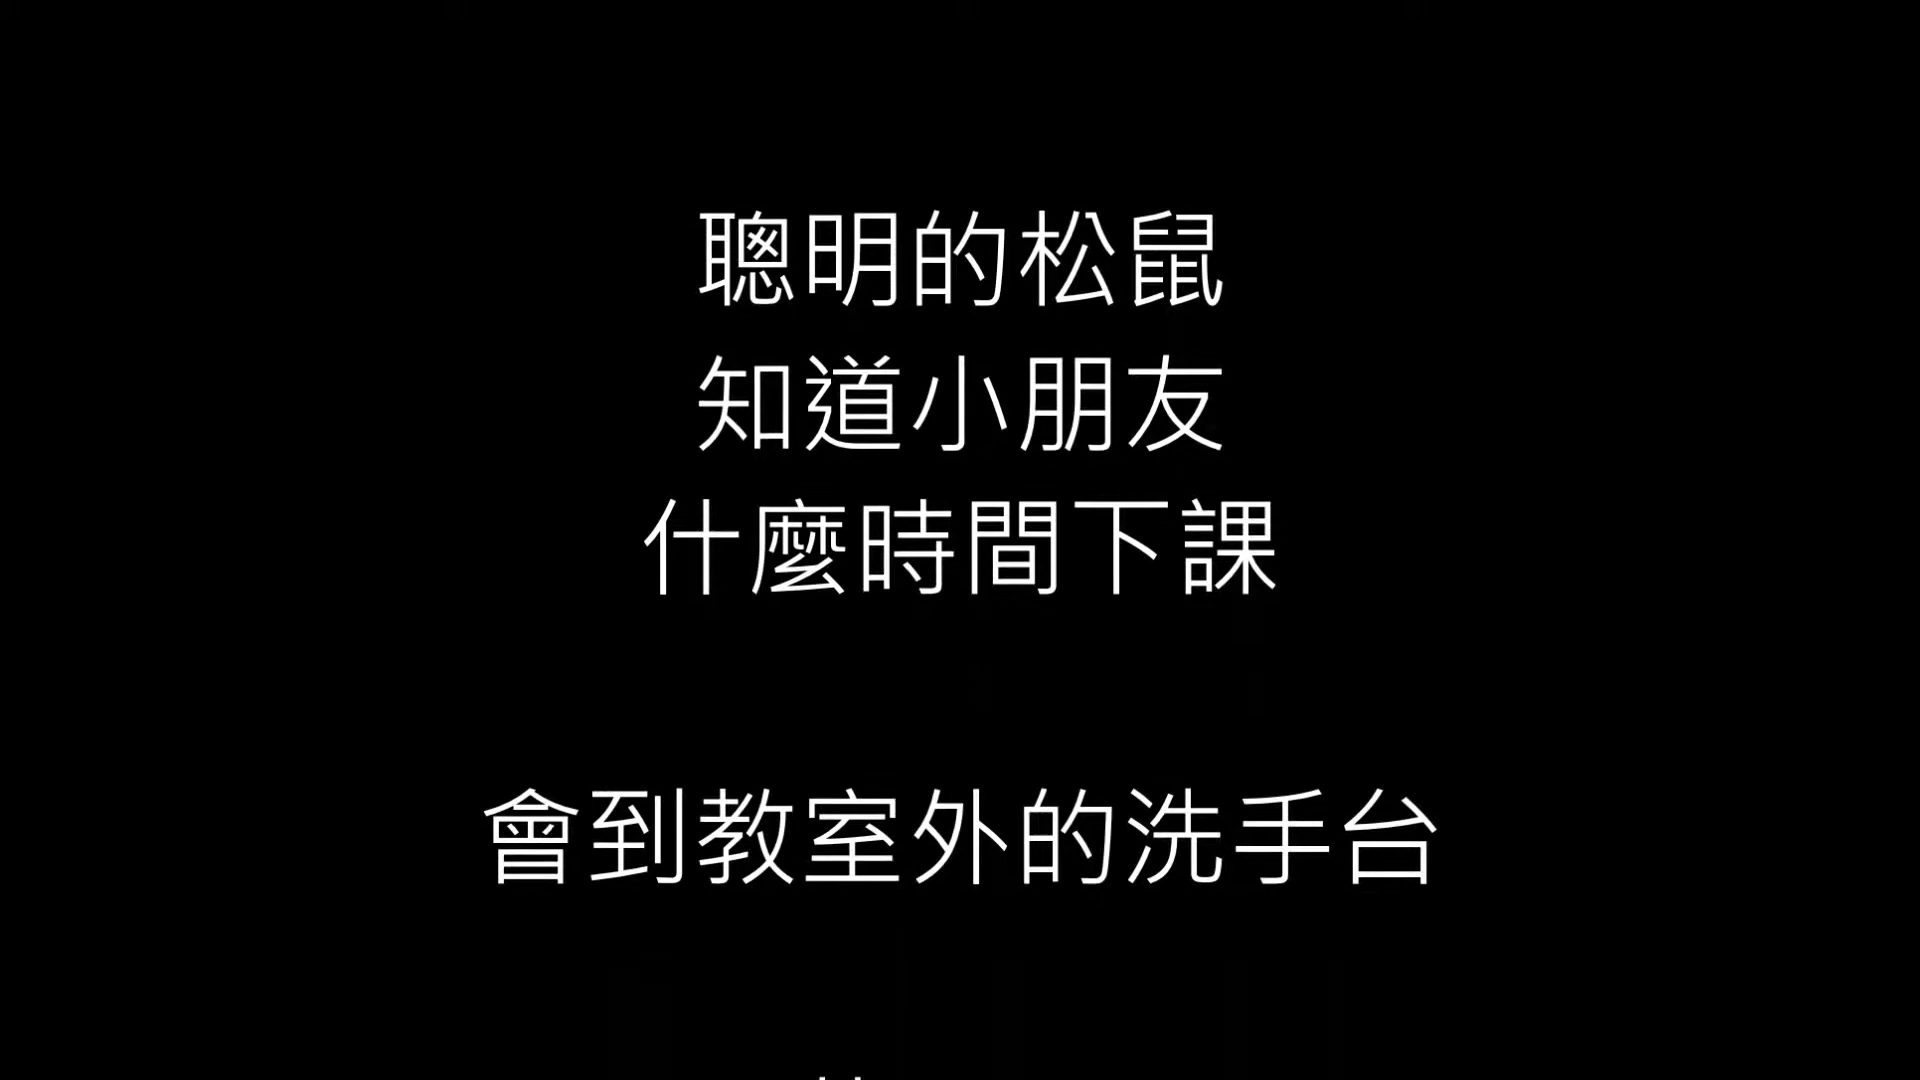 聰明的松鼠
知道小朋友
什麼時間下課
會到教室外的洗手台